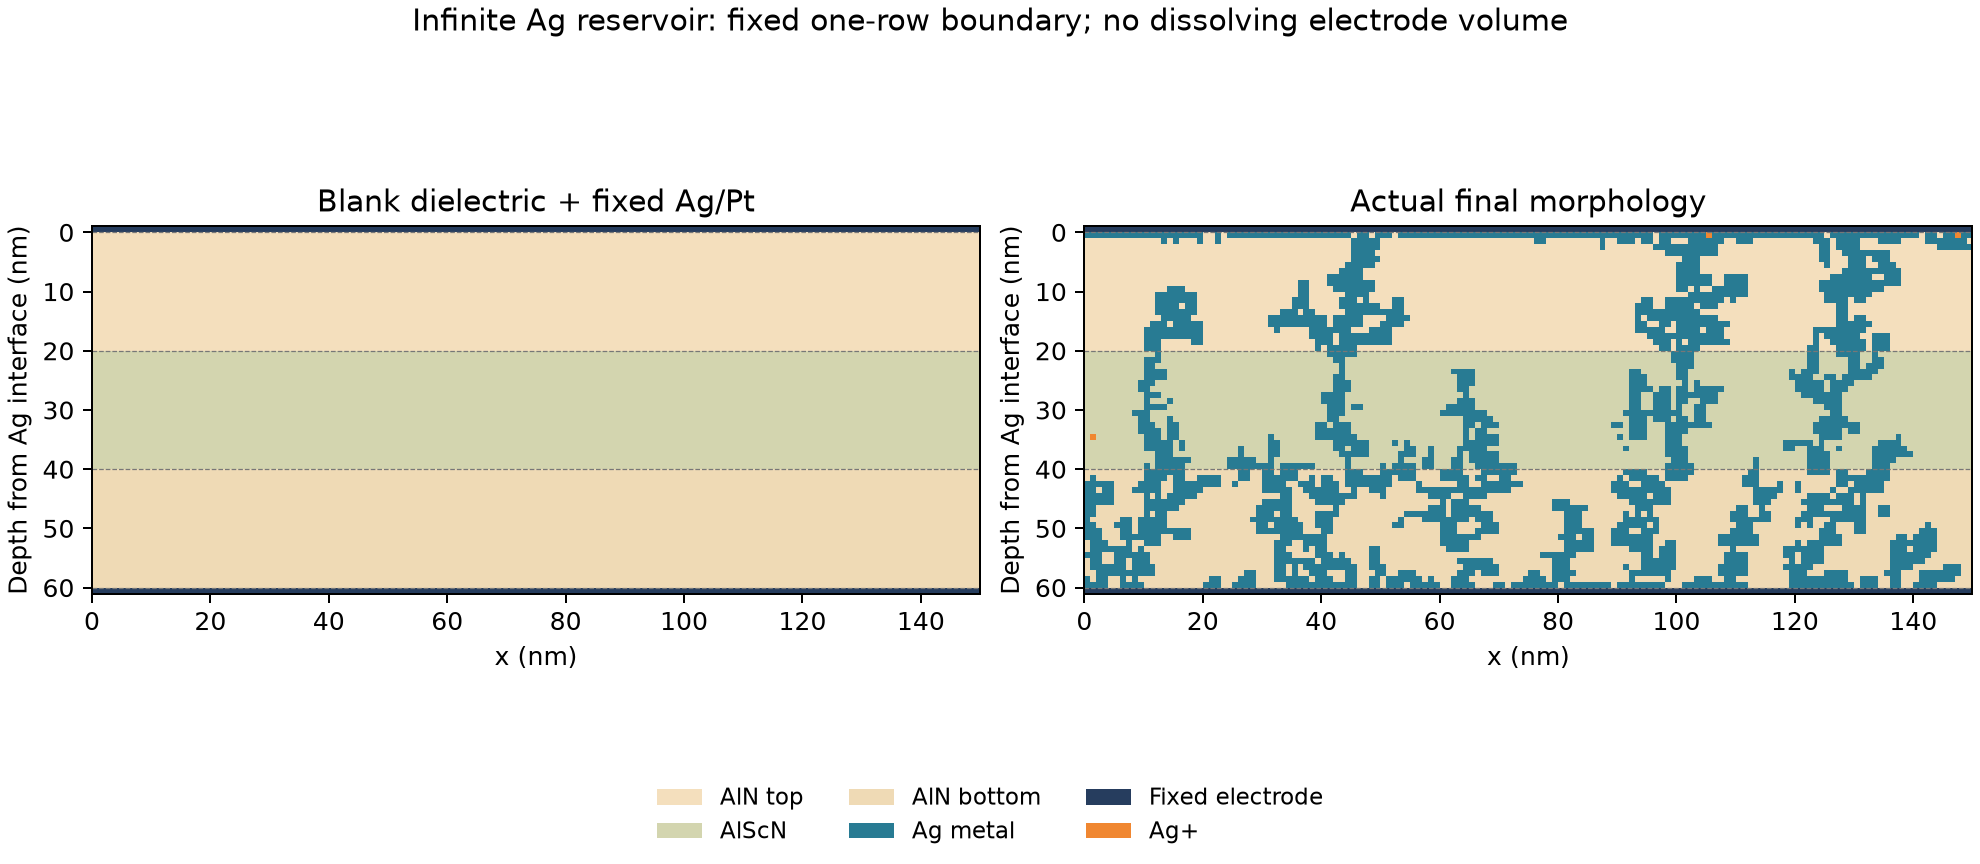 Infinite Ag reservoir: fixed one-row boundary; no dissolving electrode volume
Blank dielectric + fixed Ag/Pt
Depth from Ag interface (nm)
0
10
20
30
40
50
60
0 20 40 60 80 100 120 140
x (nm)
Actual final morphology
Depth from Ag interface (nm)
0
10
20
30
40
50
60
0 20 40 60 80 100 120 140
x (nm)
AlN top AlN bottom Fixed electrode
AlScN Ag metal Ag+